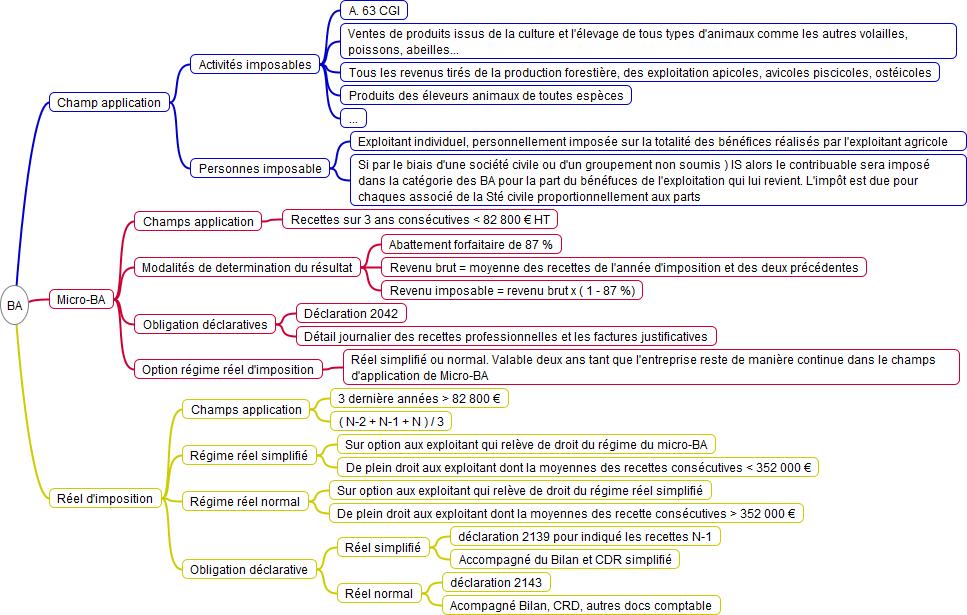 BA
Champ application
Activités imposables
A. 63 CGI
Ventes de produits issus de la culture et l'élevage de tous types d'animaux comme les autres volailles,
poissons, abeilles...
Tous les revenus tirés de la production forestière, des exploitation apicoles, avicoles piscicoles, ostéicoles
Produits des éleveurs animaux de toutes espèces
...
Personnes imposable
Exploitant individuel, personnellement imposée sur la totalité des bénéfices réalisés par l'exploitant agricole
Si par le biais d'une société civile ou d'un groupement non soumis ) IS alors le contribuable sera imposé
dans la catégorie des BA pour la part du bénéfuces de l'exploitation qui lui revient. L'impôt est due pour
chaques associé de la Sté civile proportionnellement aux parts
Micro-BA
Champs application
Recettes sur 3 ans consécutives < 82 800 € HT
Modalités de determination du résultat
Abattement forfaitaire de 87 %
Revenu brut = moyenne des recettes de l'année d'imposition et des deux précédentes
Revenu imposable = revenu brut x ( 1 - 87 %)
Obligation déclaratives
Déclaration 2042
Détail journalier des recettes professionnelles et les factures justificatives
Option régime réel d'imposition
Réel simplifié ou normal. Valable deux ans tant que l'entreprise reste de manière continue dans le champs
d'application de Micro-BA
Réel d'imposition
Champs application
3 dernière années > 82 800 €
( N-2 + N-1 + N ) / 3
Régime réel simplifié
Sur option aux exploitant qui relève de droit du régime du micro-BA
De plein droit aux exploitant dont la moyennes des recettes consécutives < 352 000 €
Régime réel normal
Sur option aux exploitant qui relève de droit du régime réel simplifié
De plein droit aux exploitant dont la moyennes des recette consécutives > 352 000 €
Obligation déclarative
Réel simplifié
déclaration 2139 pour indiqué les recettes N-1
Accompagné du Bilan et CDR simplifié
Réel normal
déclaration 2143
Acompagné Bilan, CRD, autres docs comptable